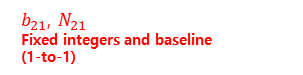 b₂₁, N₂₁
Fixed integers and baseline
(1-to-1)